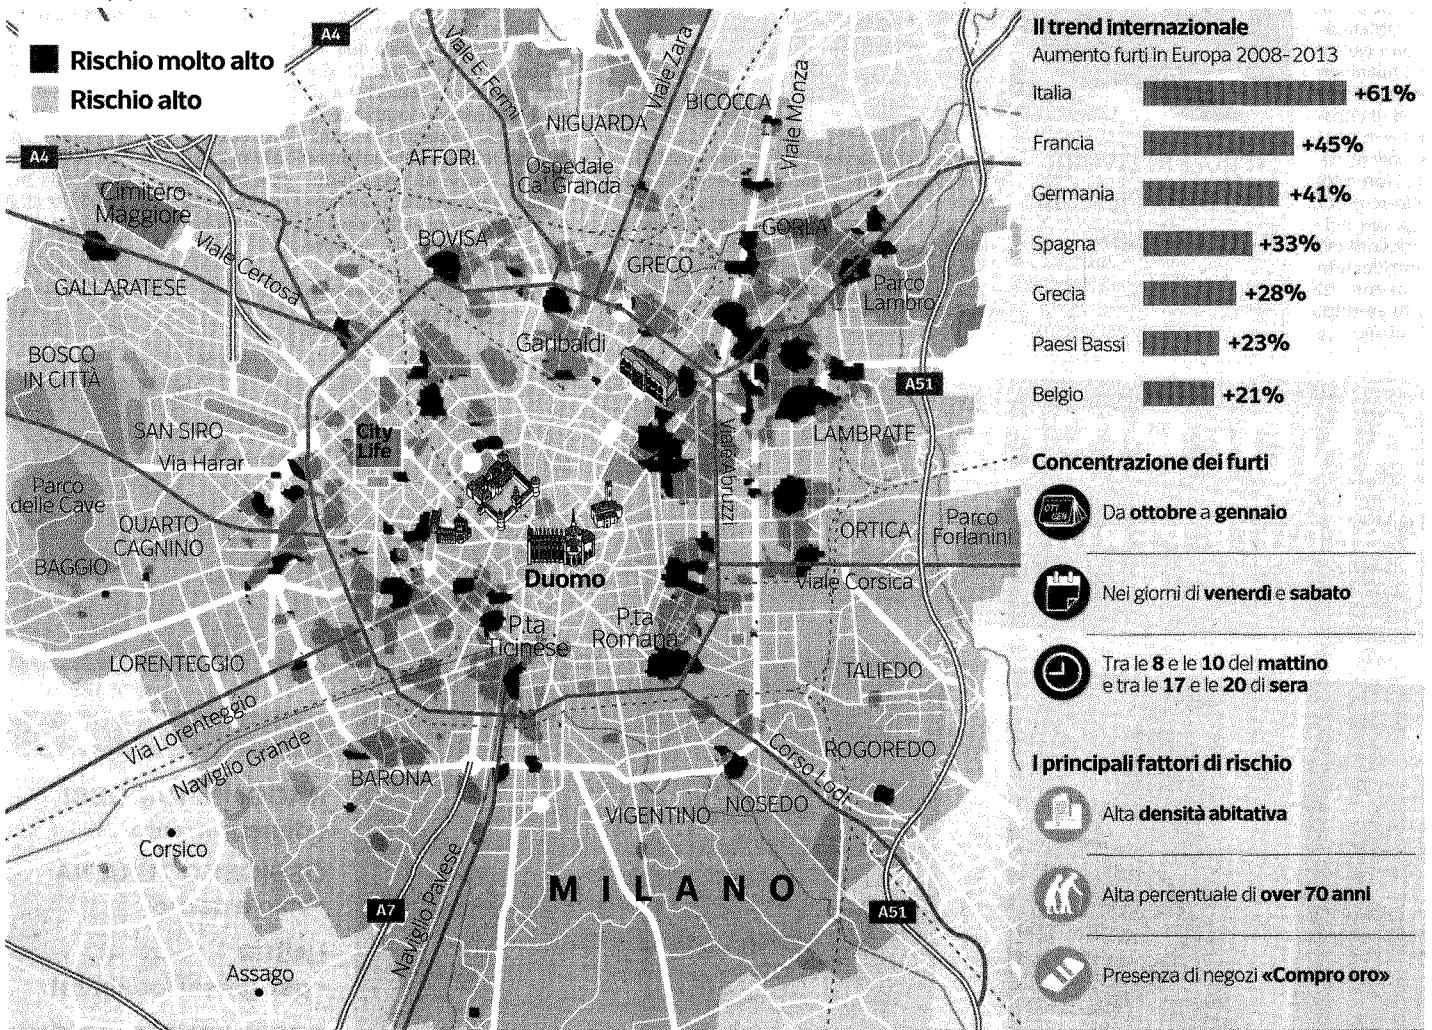 Rischio molto alto
Rischio alto
A4
A4
Viale E. Fermi
Viale Zara
BICOCCA
Viale Monza
NIGUARDA
AFFORI
Ospedale
Ca' Granda
Cimitero
Maggiore
GORLA
BOVISA
Viale Certosa
GRECO
GALLARATESE
Parco
Lambro
Garibaldi
BOSCO
IN CITTÀ
A51
SAN SIRO
City
Life
LAMBRATE
Via Harar
Viale Abruzzi
Parco
delle Cave
QUARTO
CAGNINO
ORTICA
Parco
Forlanini
BAGGIO
Duomo
Viale Corsica
P.ta
Ticinese
P.ta
Romana
LORENTEGGIO
TALIEDO
Via Lorenteggio
Naviglio Grande
Corso Lodi
ROGOREDO
BARONA
VIGENTINO
NOSEDO
Corsico
MILANO
A7
Naviglio Pavese
A51
Assago
Il trend internazionale
Aumento furti in Europa 2008-2013
Italia +61%
Francia +45%
Germania +41%
Spagna +33%
Grecia +28%
Paesi Bassi +23%
Belgio +21%
Concentrazione dei furti
OTT
GEN
Da ottobre a gennaio
Nei giorni di venerdì e sabato
Tra le 8 e le 10 del mattino
e tra le 17 e le 20 di sera
I principali fattori di rischio
Alta densità abitativa
Alta percentuale di over 70 anni
Presenza di negozi «Compro oro»